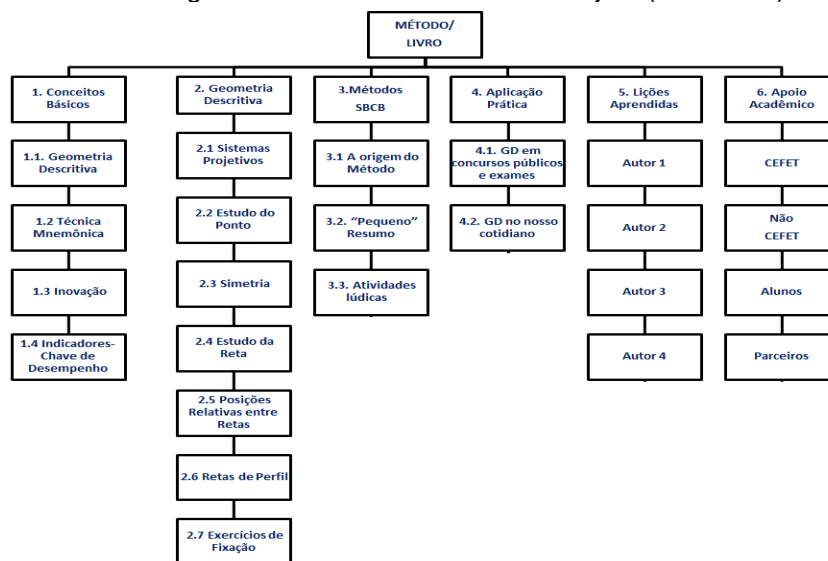 MÉTODO/
LIVRO
1. Conceitos
Básicos
1.1. Geometria
Descritiva
1.2 Técnica
Mnemônica
1.3 Inovação
1.4 Indicadores-
Chave de
Desempenho
2. Geometria
Descritiva
2.1 Sistemas
Projetivos
2.2 Estudo do
Ponto
2.3 Simetria
2.4 Estudo da
Reta
2.5 Posições
Relativas entre
Retas
2.6 Retas de Perfil
2.7 Exercícios de
Fixação
3.Métodos
SBCB
3.1 A origem do
Método
3.2. “Pequeno”
Resumo
3.3. Atividades
lúdicas
4. Aplicação
Prática
4.1. GD em
concursos públicos
e exames
4.2. GD no nosso
cotidiano
5. Lições
Aprendidas
Autor 1
Autor 2
Autor 3
Autor 4
6. Apoio
Acadêmico
CEFET
Não
CEFET
Alunos
Parceiros